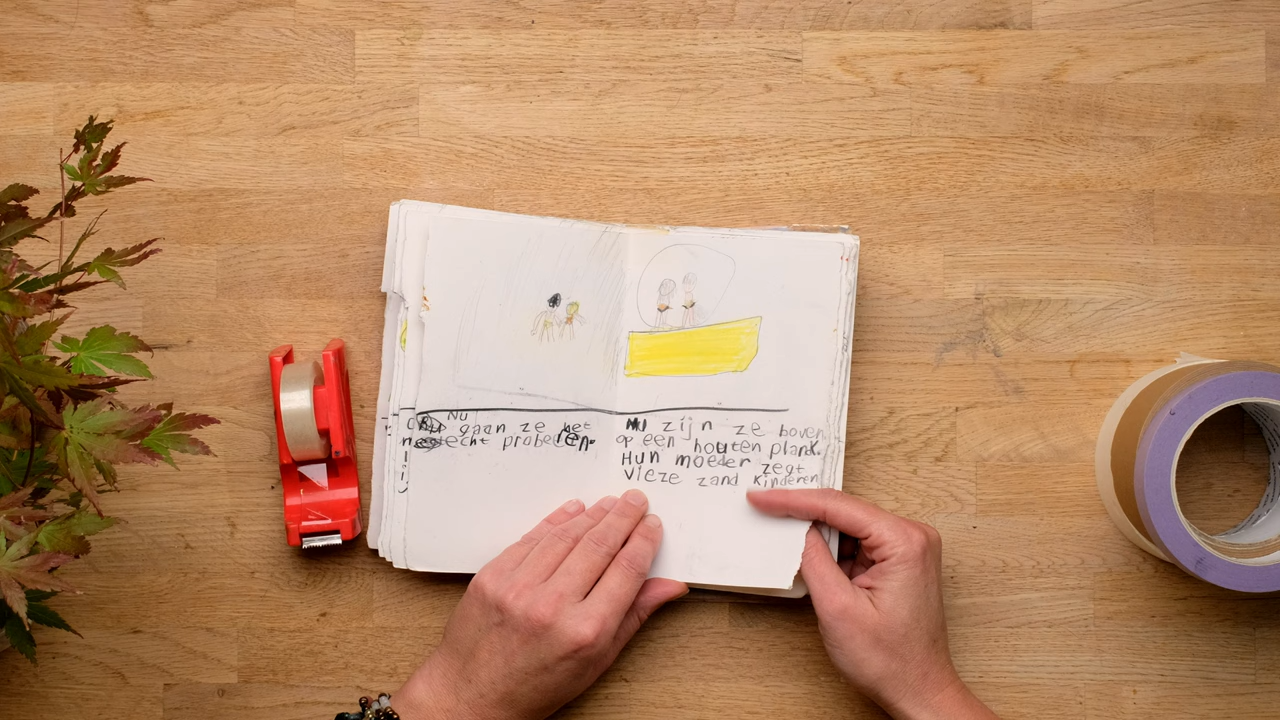 Nu
gaan ze het
echt proberen.
Nu zijn ze boven
op een houten plank.
Hun moeder zegt
vieze zand kinderen